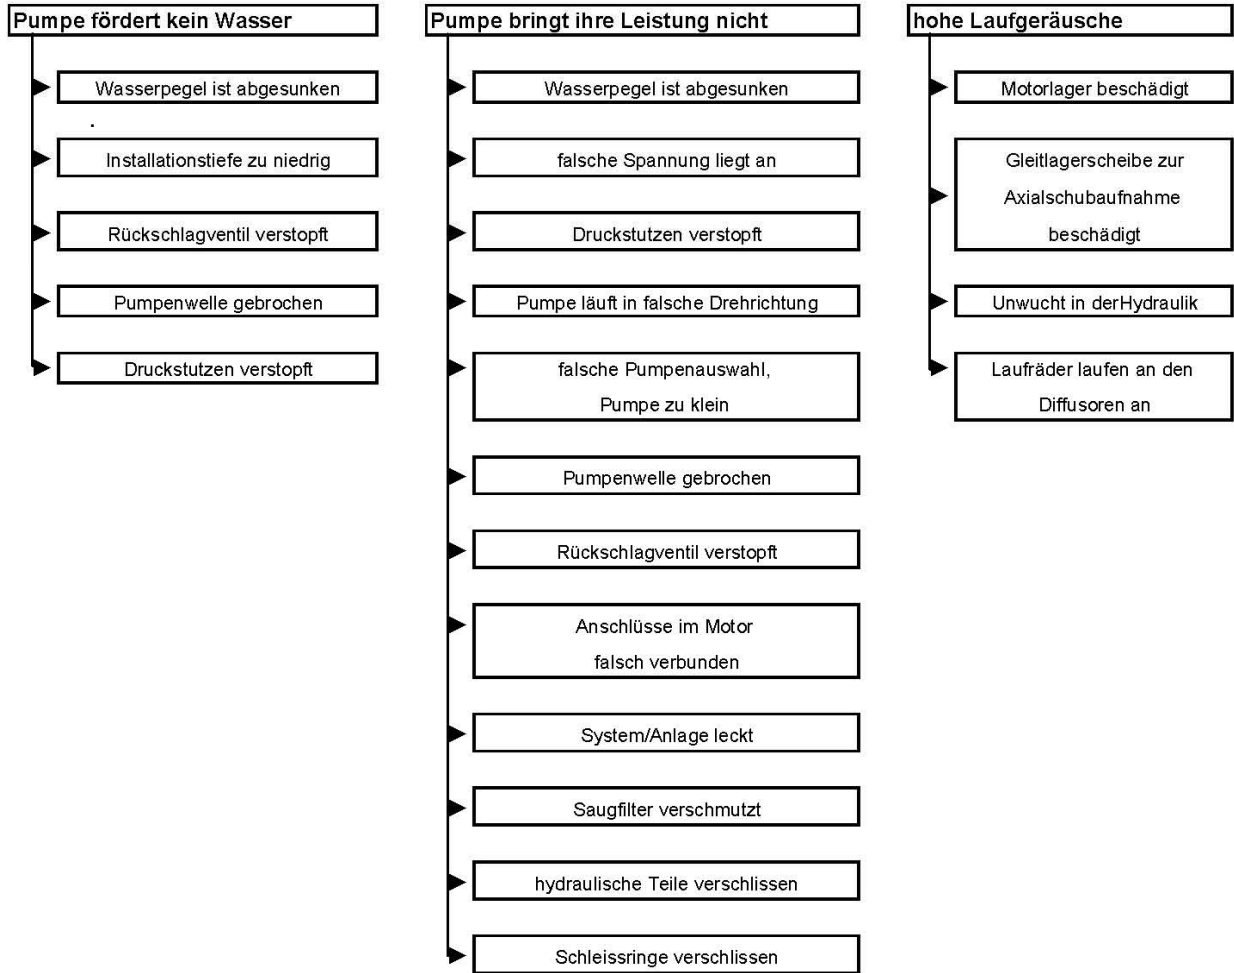 Pumpe fördert kein Wasser
Wasserpegel ist abgesunken
.
Installationstiefe zu niedrig
Rückschlagventil verstopft
Pumpenwelle gebrochen
Druckstutzen verstopft
Pumpe bringt ihre Leistung nicht
Wasserpegel ist abgesunken
falsche Spannung liegt an
Druckstutzen verstopft
Pumpe läuft in falsche Drehrichtung
falsche Pumpenauswahl,
Pumpe zu klein
Pumpenwelle gebrochen
Rückschlagventil verstopft
Anschlüsse im Motor
falsch verbunden
System/Anlage leckt
Saugfilter verschmutzt
hydraulische Teile verschlissen
Schleissringe verschlissen
hohe Laufgeräusche
Motorlager beschädigt
Gleitlagerscheibe zur
Axialschubaufnahme
beschädigt
Unwucht in derHydraulik
Laufräder laufen an den
Diffusoren an